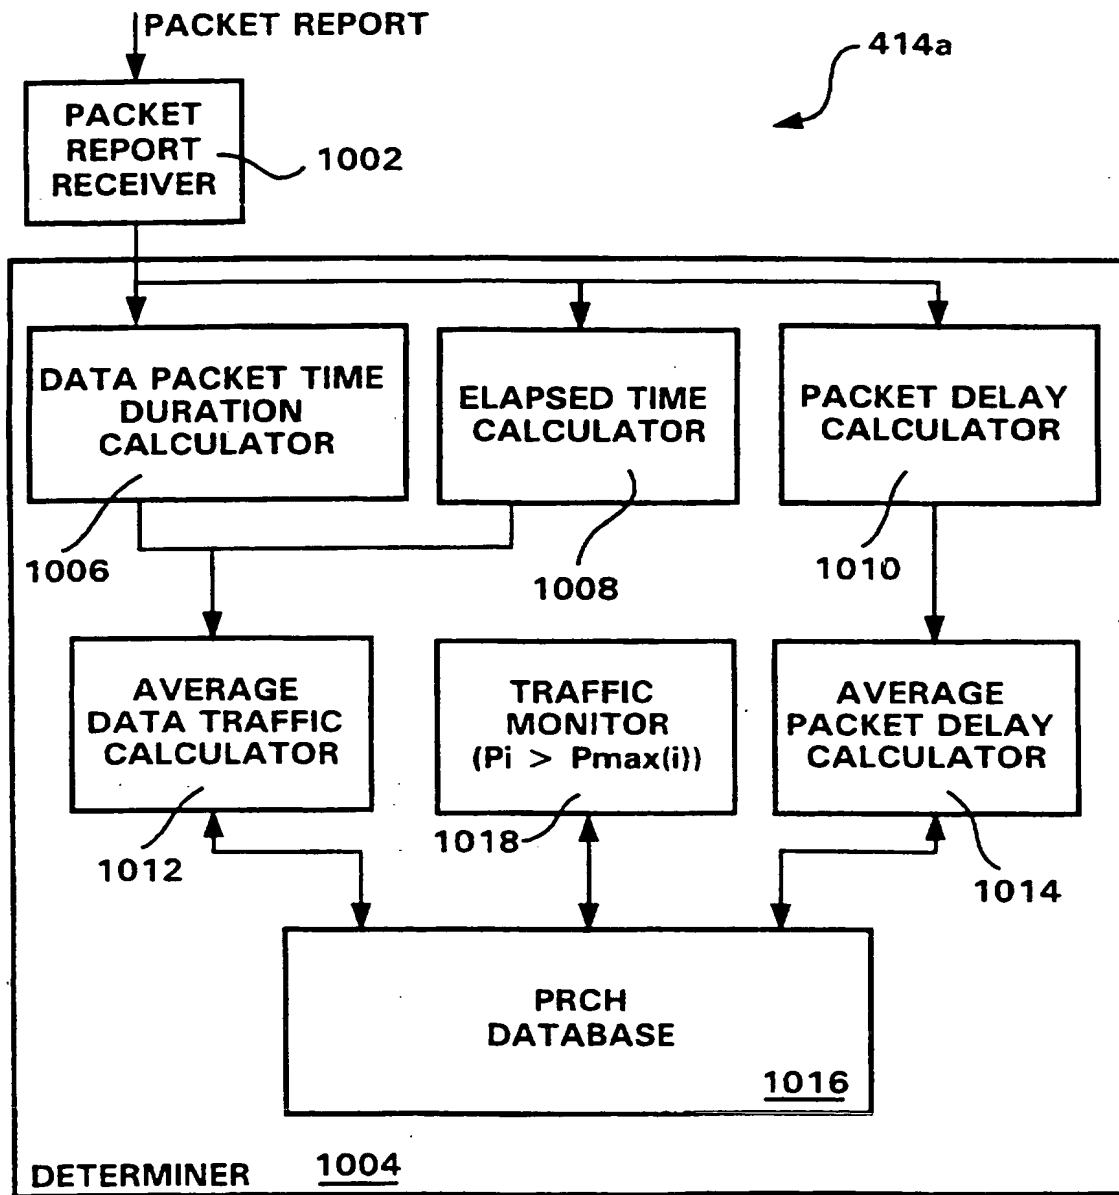 PACKET REPORT
414a
PACKET
REPORT
RECEIVER
1002
DATA PACKET TIME
DURATION
CALCULATOR
ELAPSED TIME
CALCULATOR
PACKET DELAY
CALCULATOR
1006
1008
1010
AVERAGE
DATA TRAFFIC
CALCULATOR
TRAFFIC
MONITOR
(Pi > Pmax(i))
AVERAGE
PACKET DELAY
CALCULATOR
1012
1018
1014
PRCH
DATABASE
1016
DETERMINER 1004